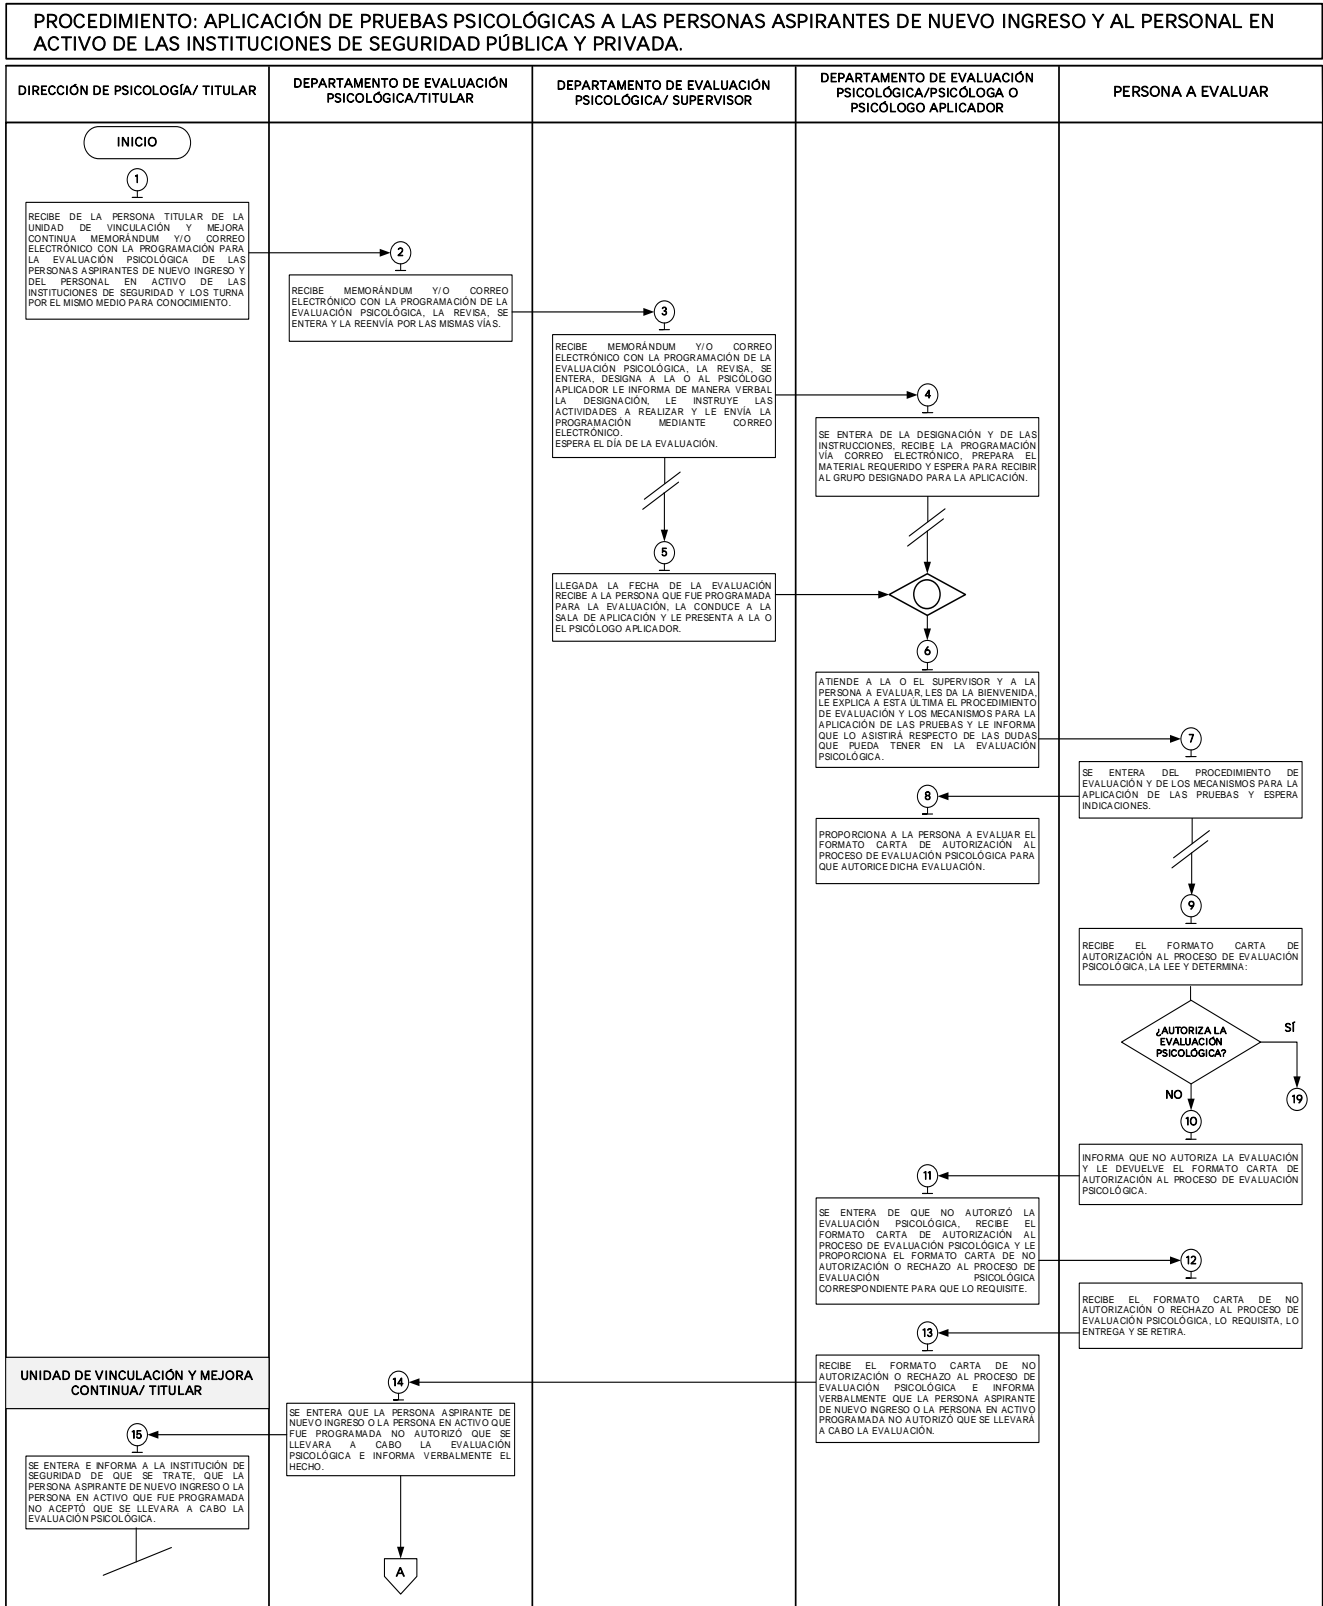 PROCEDIMIENTO: APLICACIÓN DE PRUEBAS PSICOLÓGICAS A LAS PERSONAS ASPIRANTES DE NUEVO INGRESO Y AL PERSONAL EN
ACTIVO DE LAS INSTITUCIONES DE SEGURIDAD PÚBLICA Y PRIVADA.
DIRECCIÓN DE PSICOLOGÍA/ TITULAR
DEPARTAMENTO DE EVALUACIÓN
PSICOLÓGICA/TITULAR
DEPARTAMENTO DE EVALUACIÓN
PSICOLÓGICA/ SUPERVISOR
DEPARTAMENTO DE EVALUACIÓN
PSICOLÓGICA/PSICÓLOGA O
PSICÓLOGO APLICADOR
PERSONA A EVALUAR
INICIO
1
RECIBE DE LA PERSONA TITULAR DE LA
UNIDAD DE VINCULACIÓN Y MEJORA
CONTINUA MEMORÁNDUM Y/O CORREO
ELECTRÓNICO CON LA PROGRAMACIÓN PARA
LA EVALUACIÓN PSICOLÓGICA DE LAS
PERSONAS ASPIRANTES DE NUEVO INGRESO Y
DEL PERSONAL EN ACTIVO DE LAS
INSTITUCIONES DE SEGURIDAD Y LOS TURNA
POR EL MISMO MEDIO PARA CONOCIMIENTO.
2
RECIBE MEMORÁNDUM Y/O CORREO
ELECTRÓNICO CON LA PROGRAMACIÓN DE LA
EVALUACIÓN PSICOLÓGICA, LA REVISA, SE
ENTERA Y LA REENVÍA POR LAS MISMAS VÍAS.
3
RECIBE MEMORÁNDUM Y/O CORREO
ELECTRÓNICO CON LA PROGRAMACIÓN DE LA
EVALUACIÓN PSICOLÓGICA, LA REVISA, SE
ENTERA, DESIGNA A LA O AL PSICÓLOGO
APLICADOR LE INFORMA DE MANERA VERBAL
LA DESIGNACIÓN, LE INSTRUYE LAS
ACTIVIDADES A REALIZAR Y LE ENVÍA LA
PROGRAMACIÓN MEDIANTE CORREO
ELECTRÓNICO.
ESPERA EL DÍA DE LA EVALUACIÓN.
4
SE ENTERA DE LA DESIGNACIÓN Y DE LAS
INSTRUCCIONES, RECIBE LA PROGRAMACIÓN
VÍA CORREO ELECTRÓNICO, PREPARA EL
MATERIAL REQUERIDO Y ESPERA PARA RECIBIR
AL GRUPO DESIGNADO PARA LA APLICACIÓN.
5
LLEGADA LA FECHA DE LA EVALUACIÓN
RECIBE A LA PERSONA QUE FUE PROGRAMADA
PARA LA EVALUACIÓN, LA CONDUCE A LA
SALA DE APLICACIÓN Y LE PRESENTA A LA O
EL PSICÓLOGO APLICADOR.
6
ATIENDE A LA O EL SUPERVISOR Y A LA
PERSONA A EVALUAR, LES DA LA BIENVENIDA,
LE EXPLICA A ESTA ÚLTIMA EL PROCEDIMIENTO
DE EVALUACIÓN Y LOS MECANISMOS PARA LA
APLICACIÓN DE LAS PRUEBAS Y LE INFORMA
QUE LO ASISTIRÁ RESPECTO DE LAS DUDAS
QUE PUEDA TENER EN LA EVALUACIÓN
PSICOLÓGICA.
7
SE ENTERA DEL PROCEDIMIENTO DE
EVALUACIÓN Y DE LOS MECANISMOS PARA LA
APLICACIÓN DE LAS PRUEBAS Y ESPERA
INDICACIONES.
8
PROPORCIONA A LA PERSONA A EVALUAR EL
FORMATO CARTA DE AUTORIZACIÓN AL
PROCESO DE EVALUACIÓN PSICOLÓGICA PARA
QUE AUTORICE DICHA EVALUACIÓN.
9
RECIBE EL FORMATO CARTA DE
AUTORIZACIÓN AL PROCESO DE EVALUACIÓN
PSICOLÓGICA, LA LEE Y DETERMINA:
¿AUTORIZA LA
EVALUACIÓN
PSICOLÓGICA?
SÍ
19
NO
10
INFORMA QUE NO AUTORIZA LA EVALUACIÓN
Y LE DEVUELVE EL FORMATO CARTA DE
AUTORIZACIÓN AL PROCESO DE EVALUACIÓN
PSICOLÓGICA.
11
SE ENTERA DE QUE NO AUTORIZÓ LA
EVALUACIÓN PSICOLÓGICA, RECIBE EL
FORMATO CARTA DE AUTORIZACIÓN AL
PROCESO DE EVALUACIÓN PSICOLÓGICA Y LE
PROPORCIONA EL FORMATO CARTA DE NO
AUTORIZACIÓN O RECHAZO AL PROCESO DE
EVALUACIÓN PSICOLÓGICA
CORRESPONDIENTE PARA QUE LO REQUISITE.
12
RECIBE EL FORMATO CARTA DE NO
AUTORIZACIÓN O RECHAZO AL PROCESO DE
EVALUACIÓN PSICOLÓGICA, LO REQUISITA, LO
ENTREGA Y SE RETIRA.
13
RECIBE EL FORMATO CARTA DE NO
AUTORIZACIÓN O RECHAZO AL PROCESO DE
EVALUACIÓN PSICOLÓGICA E INFORMA
VERBALMENTE QUE LA PERSONA ASPIRANTE
DE NUEVO INGRESO O LA PERSONA EN ACTIVO
PROGRAMADA NO AUTORIZÓ QUE SE LLEVARÁ
A CABO LA EVALUACIÓN.
14
SE ENTERA QUE LA PERSONA ASPIRANTE DE
NUEVO INGRESO O LA PERSONA EN ACTIVO QUE
FUE PROGRAMADA NO AUTORIZÓ QUE SE
LLEVARA A CABO LA EVALUACIÓN
PSICOLÓGICA E INFORMA VERBALMENTE EL
HECHO.
A
UNIDAD DE VINCULACIÓN Y MEJORA
CONTINUA/ TITULAR
15
SE ENTERA E INFORMA A LA INSTITUCIÓN DE
SEGURIDAD DE QUE SE TRATE, QUE LA
PERSONA ASPIRANTE DE NUEVO INGRESO O LA
PERSONA EN ACTIVO QUE FUE PROGRAMADA
NO ACEPTÓ QUE SE LLEVARA A CABO LA
EVALUACIÓN PSICOLÓGICA.